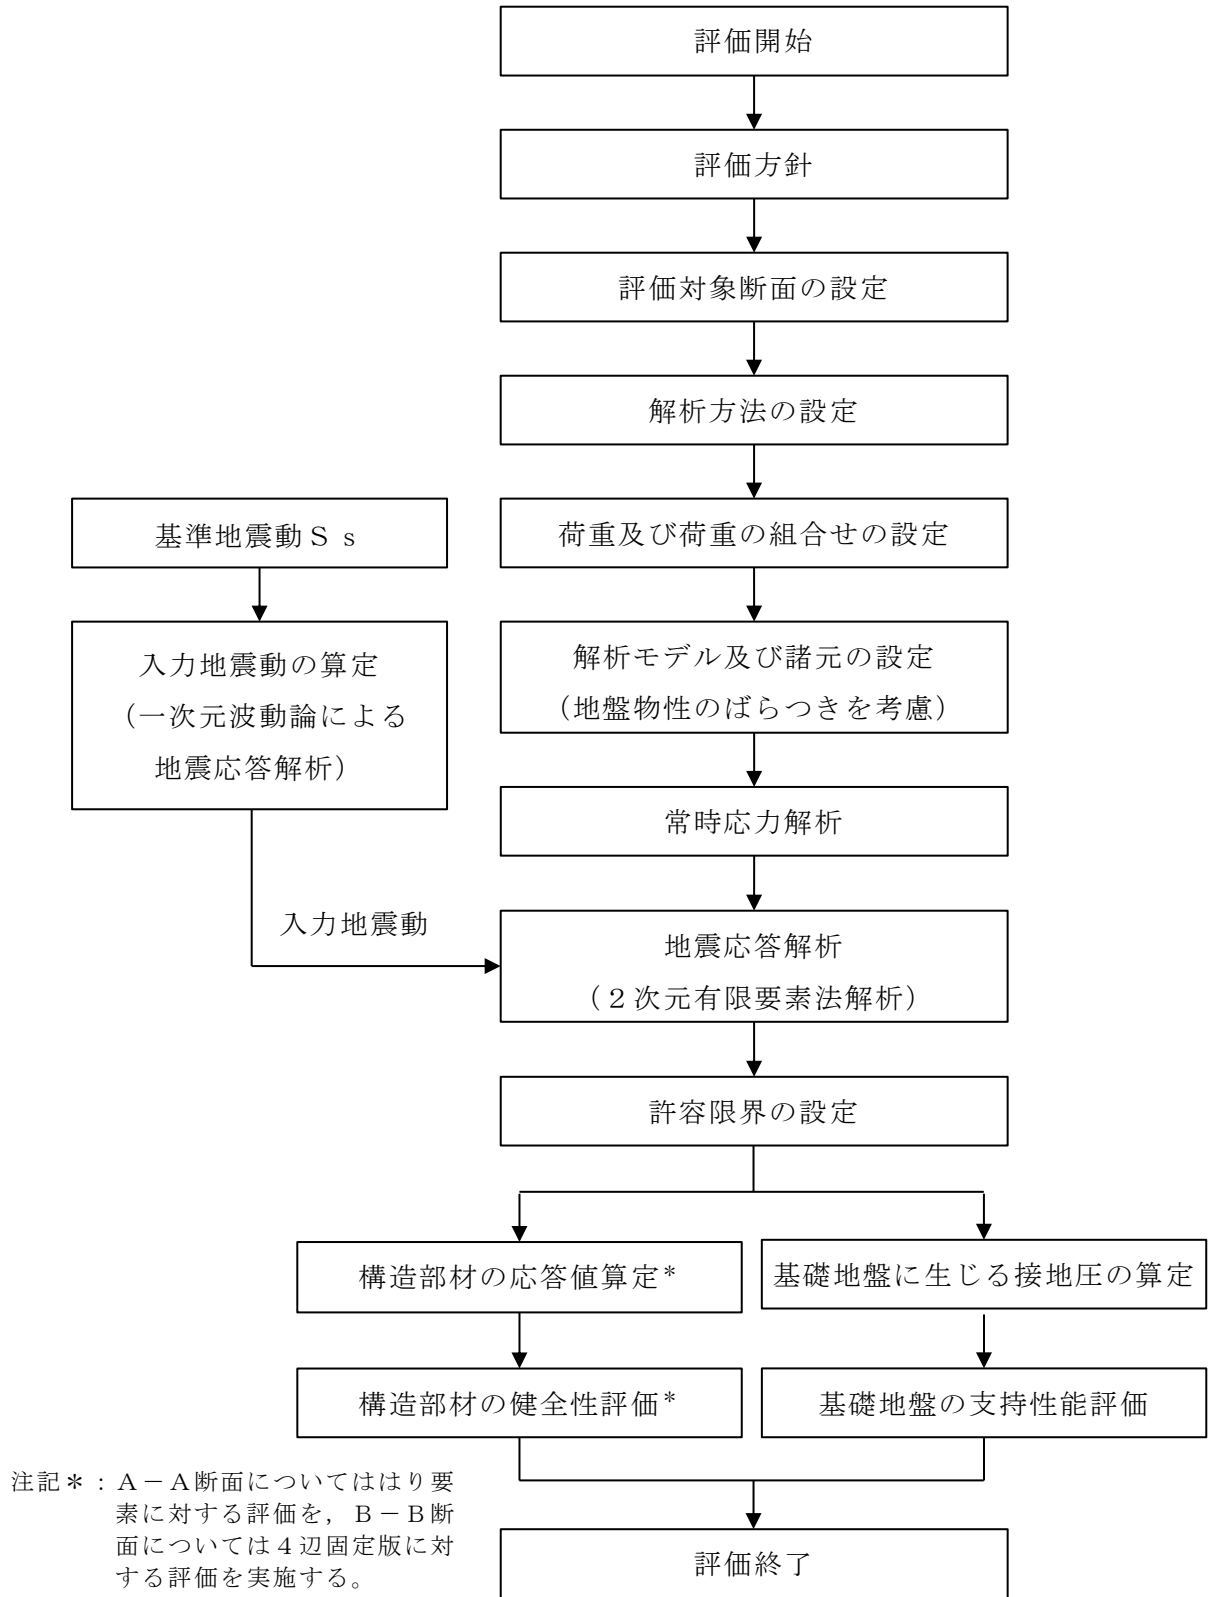 評価開始
評価方針
評価対象断面の設定
解析方法の設定
基準地震動Ｓｓ
荷重及び荷重の組合せの設定
入力地震動の算定
（一次元波動論による
地震応答解析）
解析モデル及び諸元の設定
（地盤物性のばらつきを考慮）
常時応力解析
入力地震動
地震応答解析
（２次元有限要素法解析）
許容限界の設定
構造部材の応答値算定*
基礎地盤に生じる接地圧の算定
構造部材の健全性評価*
基礎地盤の支持性能評価
注記＊：Ａ－Ａ断面についてははり要
素に対する評価を，Ｂ－Ｂ断
面については４辺固定版に対
する評価を実施する。
評価終了